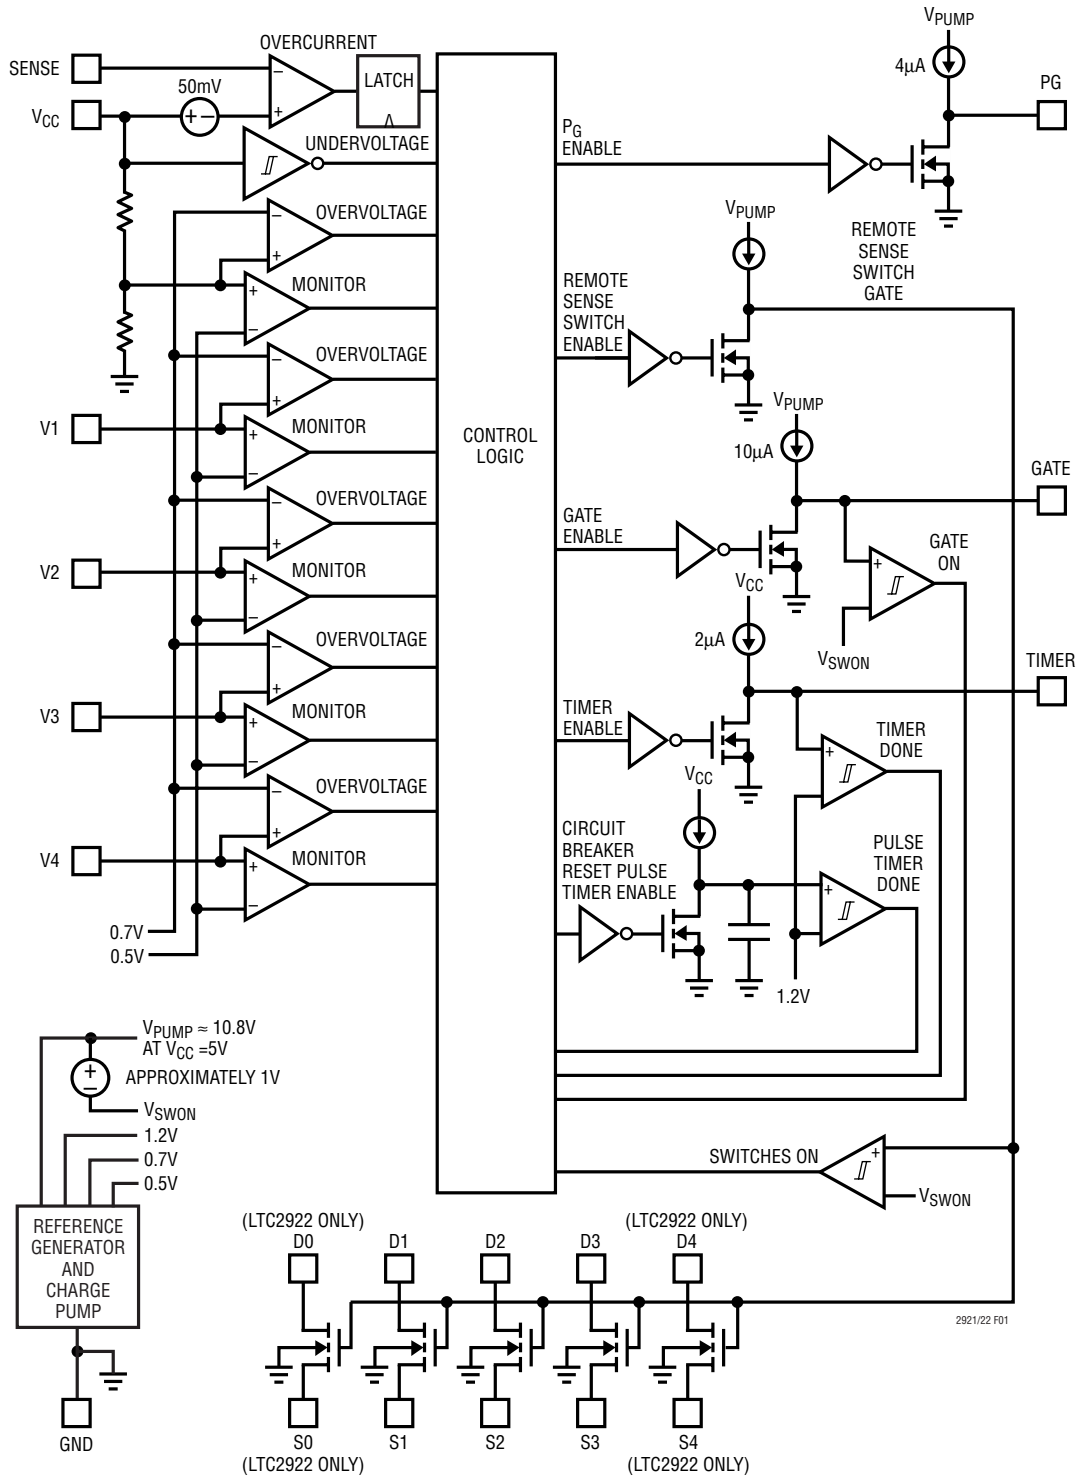 VPUMP
OVERCURRENT
SENSE
LATCH
4µA
PG
50mV
VCC
+ −
−
+
UNDERVOLTAGE
PG
ENABLE
OVERVOLTAGE
−
+
VPUMP
REMOTE
SENSE
SWITCH
GATE
MONITOR
+
−
REMOTE
SENSE
SWITCH
ENABLE
OVERVOLTAGE
−
+
VPUMP
V1
MONITOR
+
−
CONTROL
LOGIC
10µA
GATE
OVERVOLTAGE
−
+
GATE
ENABLE
GATE
ON
+
V2
MONITOR
+
−
VCC
OVERVOLTAGE
−
+
2µA
VSWON
TIMER
V3
MONITOR
+
−
TIMER
ENABLE
TIMER
DONE
+
VCC
OVERVOLTAGE
−
+
CIRCUIT
BREAKER
RESET PULSE
TIMER ENABLE
PULSE
TIMER
DONE
+
V4
MONITOR
+
−
0.7V
0.5V
1.2V
VPUMP ≈ 10.8V
AT VCC =5V
+
−
APPROXIMATELY 1V
VSWON
1.2V
0.7V
0.5V
SWITCHES ON
+
VSWON
REFERENCE
GENERATOR
AND
CHARGE
PUMP
GND
(LTC2922 ONLY)
(LTC2922 ONLY)
D0
D1
D2
D3
D4
2921/22 F01
S0
S1
S2
S3
S4
(LTC2922 ONLY)
(LTC2922 ONLY)